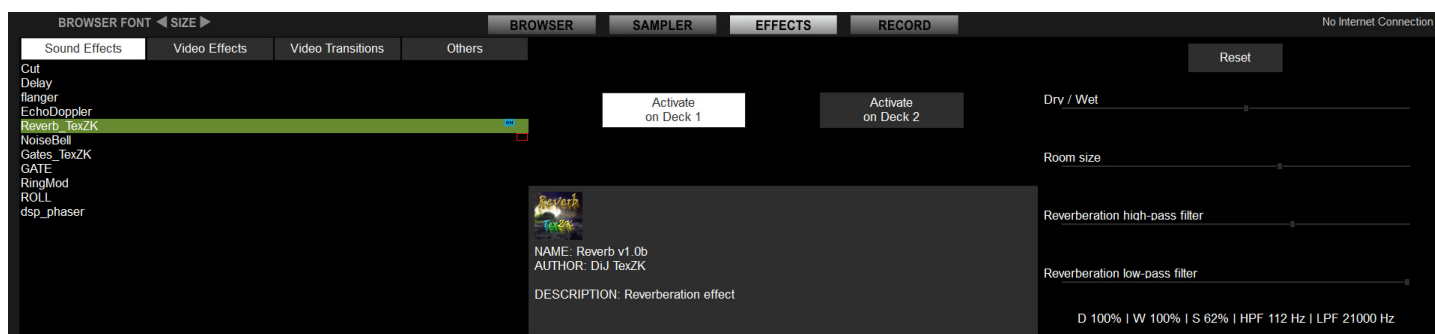 BROWSER FONT ◀ SIZE ▶
BROWSER SAMPLER EFFECTS RECORD
No Internet Connection
Sound Effects Video Effects Video Transitions Others
Cut
Delay
flanger
EchoDoppler
Reverb_TexZK
ON
NoiseBell
Gates_TexZK
GATE
RingMod
ROLL
dsp_phaser
Activate
on Deck 1
Activate
on Deck 2
Reverb
TexZK
NAME: Reverb v1.0b
AUTHOR: DiJ TexZK
DESCRIPTION: Reverberation effect
Reset
Dry / Wet
Room size
Reverberation high-pass filter
Reverberation low-pass filter
D 100% | W 100% | S 62% | HPF 112 Hz | LPF 21000 Hz